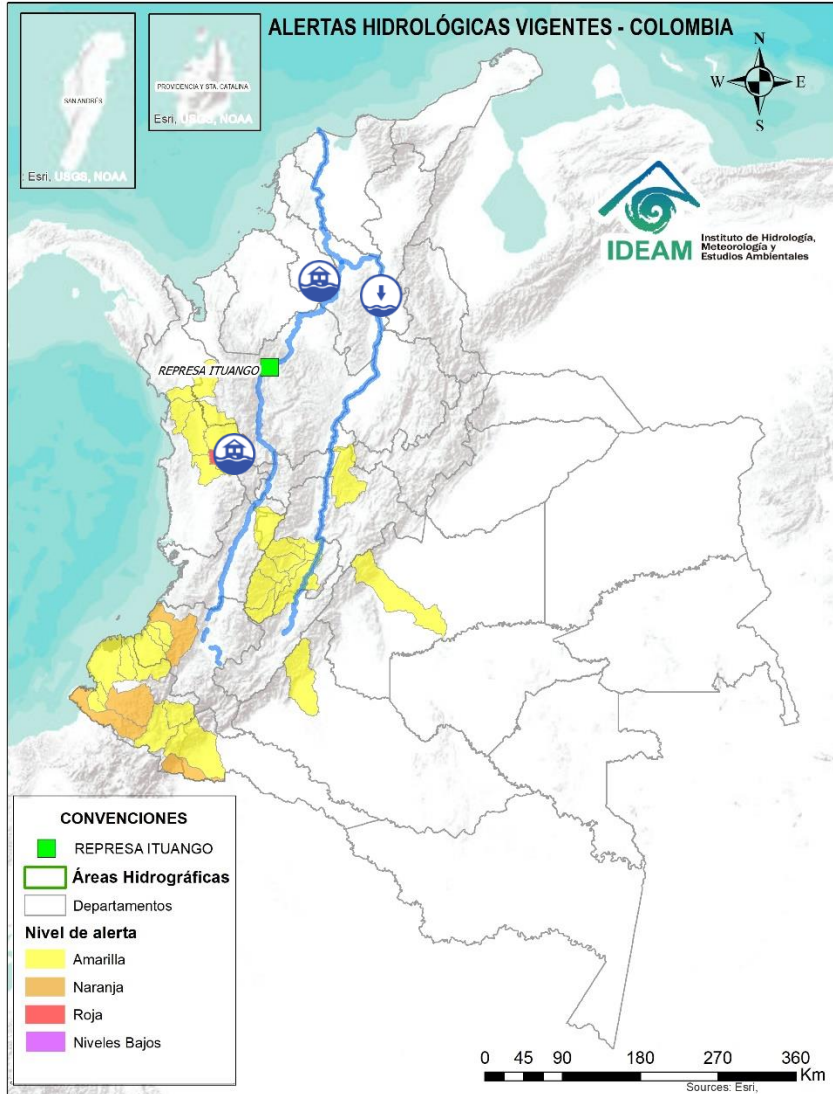 ALERTAS HIDROLÓGICAS VIGENTES - COLOMBIA
SAN ANDRÉS
Esri, USGS, NOAA
PROVIDENCIA Y STA. CATALINA
Esri, USGS, NOAA
N
W
E
S
IDEAM
Instituto de Hidrología,
Meteorología y
Estudios Ambientales
REPRESA ITUANGO
CONVENCIONES
REPRESA ITUANGO
Áreas Hidrográficas
Departamentos
Nivel de alerta
Amarilla
Naranja
Roja
Niveles Bajos
0 45 90 180 270 360
Km
Sources: Esri,